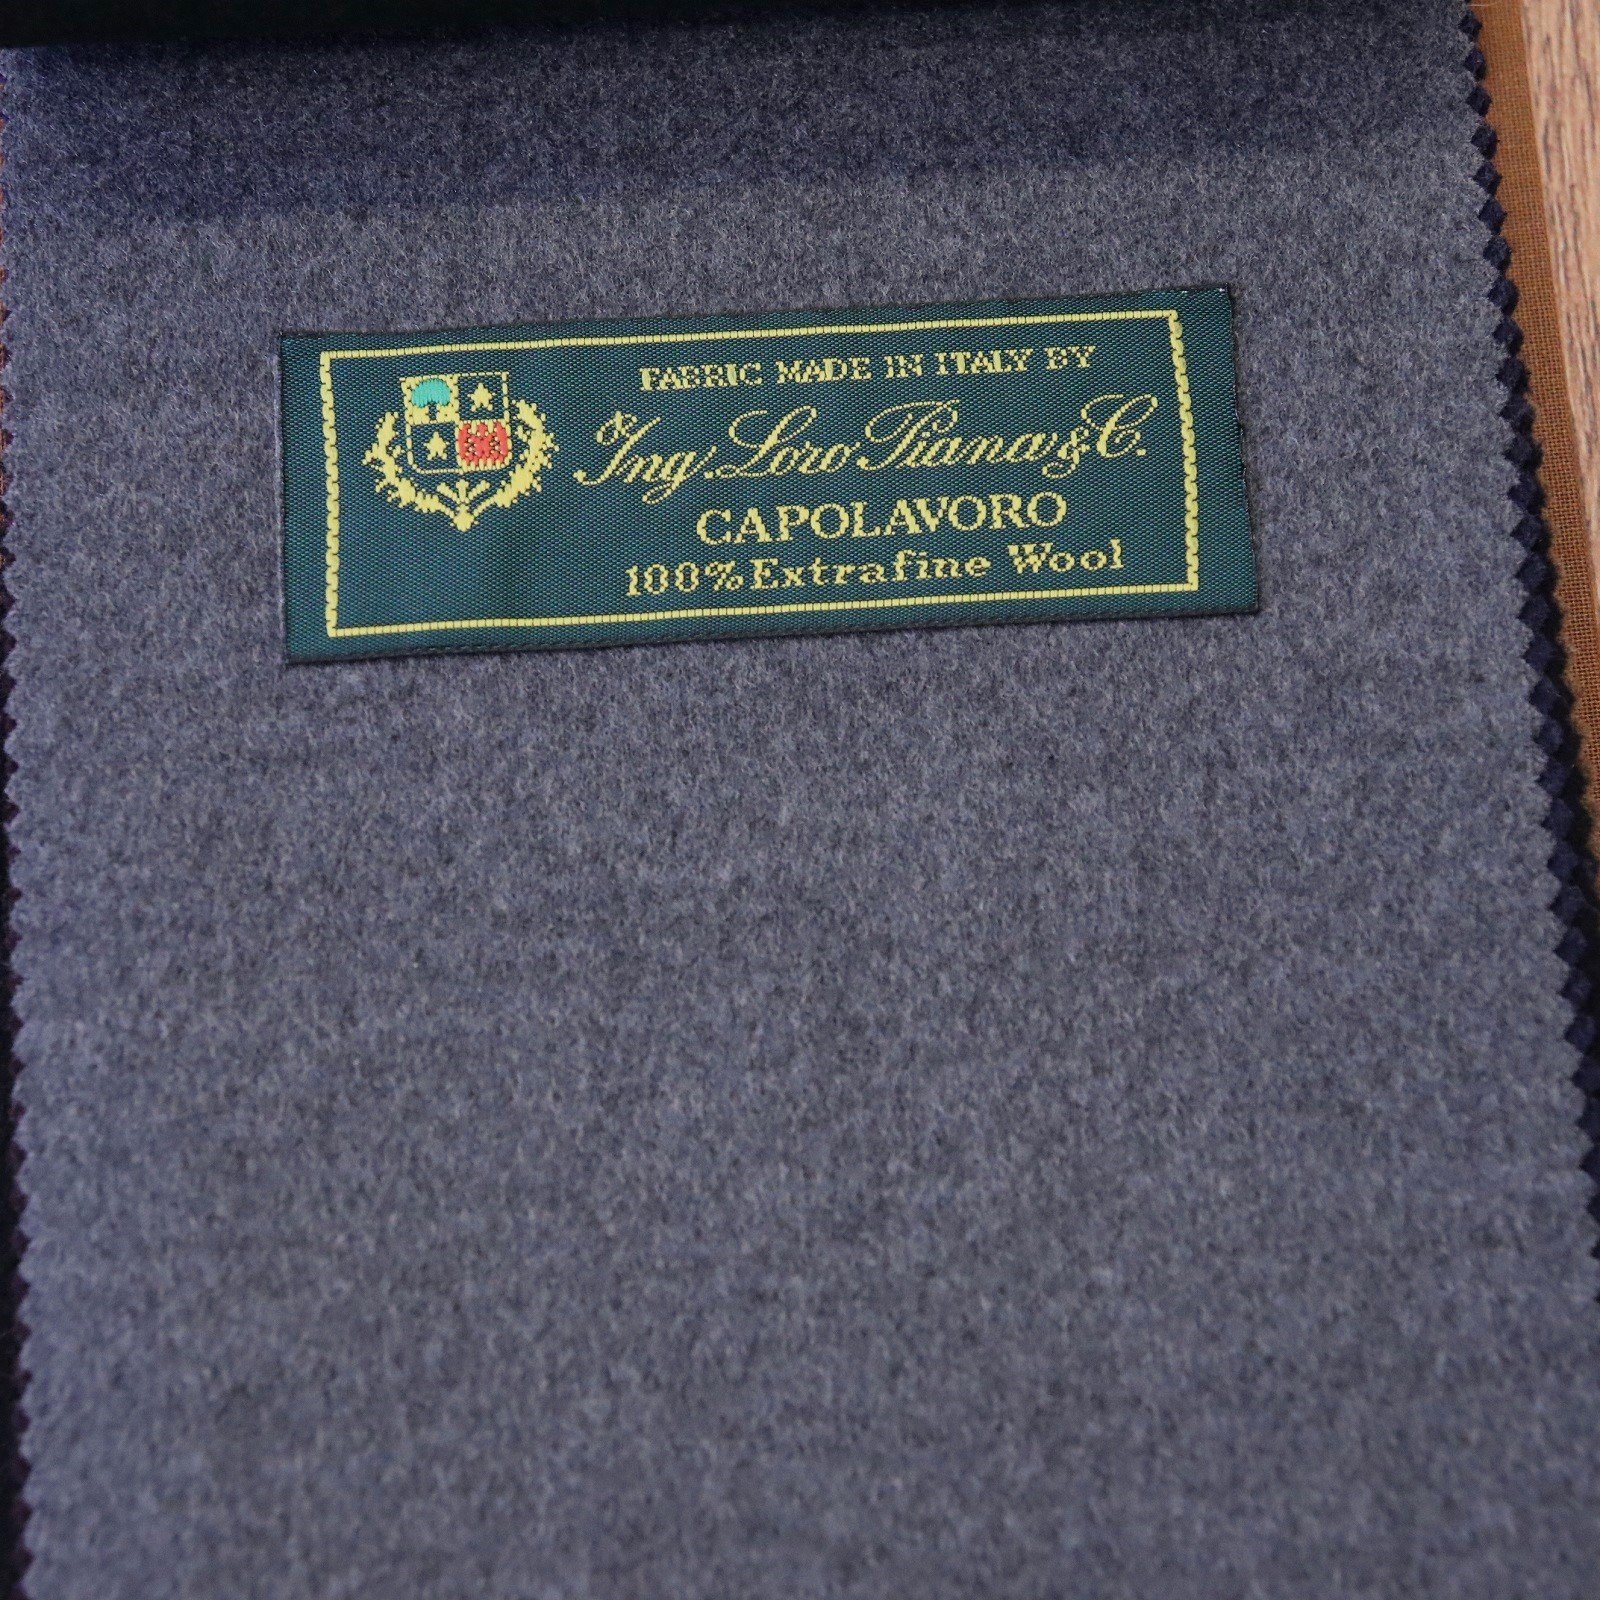 FABRIC MADE IN ITALY BY
Ing. Loro Piana & C.
CAPOLAVORO
100% Extrafine Wool